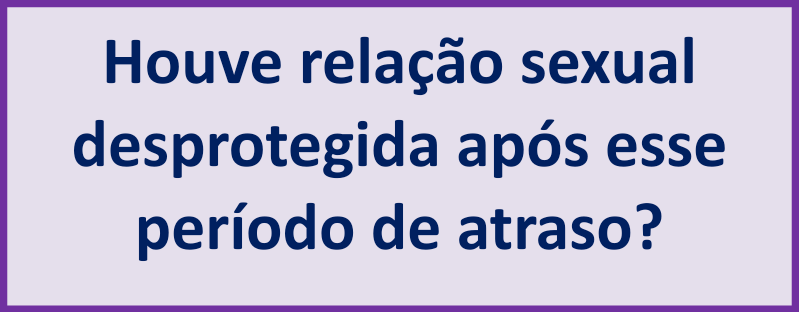 Houve relação sexual
desprotegida após esse
período de atraso?